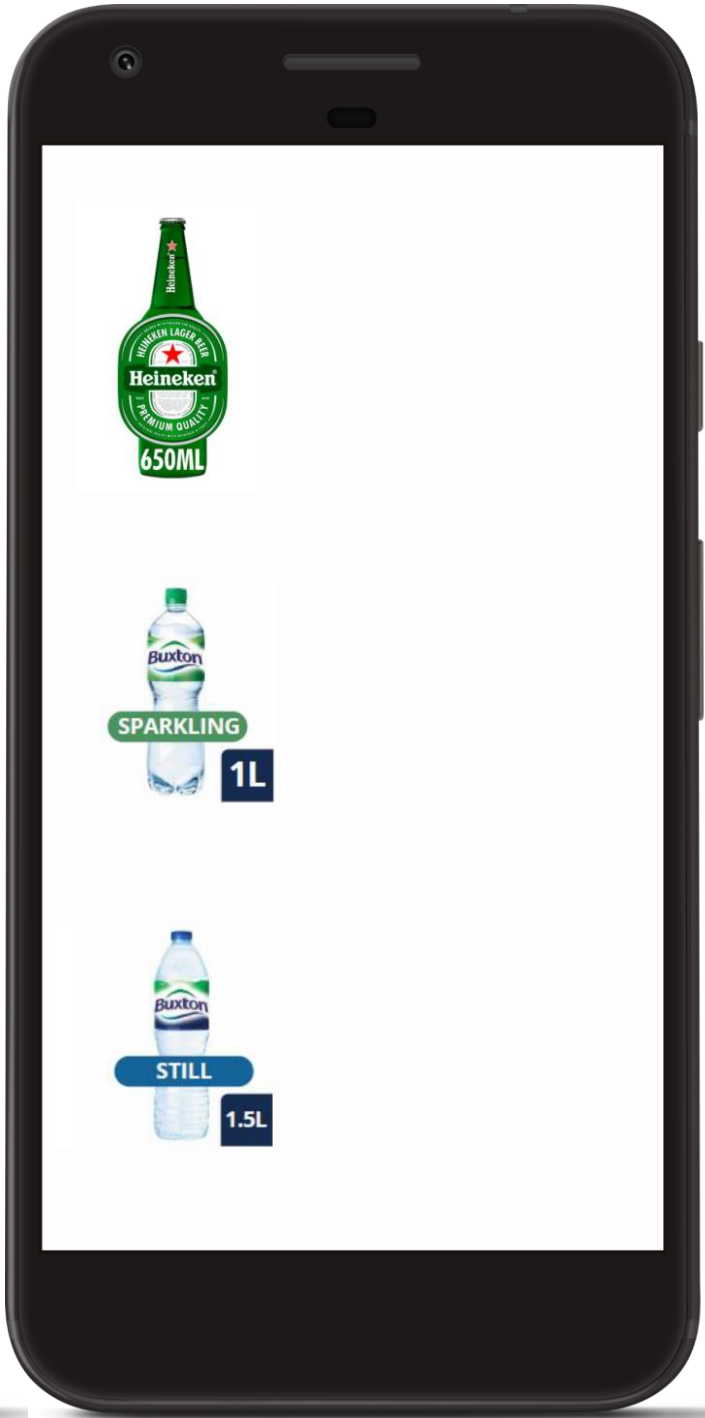 Heineken
HEINEKEN LAGER BEER
Heineken
PREMIUM QUALITY
650ML
Buxton
SPARKLING
1L
Buxton
STILL
1.5L